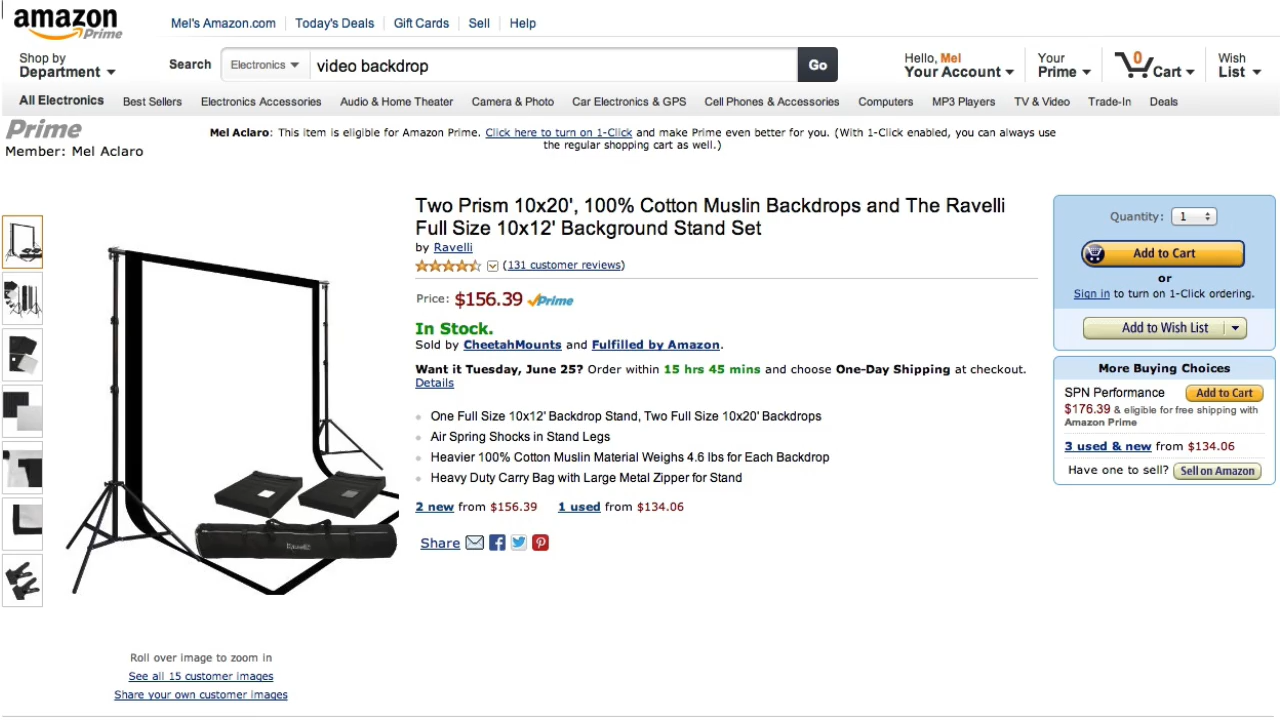 amazon
Prime
Mel's Amazon.com
Today's Deals
Gift Cards
Sell
Help
Shop by
Department
Search
Electronics
video backdrop
Go
Hello, Mel
Your Account
Your
Prime
0
Cart
Wish
List
All Electronics
Best Sellers
Electronics Accessories
Audio & Home Theater
Camera & Photo
Car Electronics & GPS
Cell Phones & Accessories
Computers
MP3 Players
TV & Video
Trade-In
Deals
Prime
Member: Mel Aclaro
Mel Aclaro: This item is eligible for Amazon Prime. Click here to turn on 1-Click and make Prime even better for you. (With 1-Click enabled, you can always use
the regular shopping cart as well.)
Two Prism 10x20', 100% Cotton Muslin Backdrops and The Ravelli
Full Size 10x12' Background Stand Set
by Ravelli
(131 customer reviews)
Price: $156.39 Prime
In Stock.
Sold by CheetahMounts and Fulfilled by Amazon.
Want it Tuesday, June 25? Order within 15 hrs 45 mins and choose One-Day Shipping at checkout.
Details
One Full Size 10x12' Backdrop Stand, Two Full Size 10x20' Backdrops
Air Spring Shocks in Stand Legs
Heavier 100% Cotton Muslin Material Weighs 4.6 lbs for Each Backdrop
Heavy Duty Carry Bag with Large Metal Zipper for Stand
2 new from $156.39 1 used from $134.06
Share
Ravelli
Roll over image to zoom in
See all 15 customer images
Share your own customer images
Quantity: 1
Add to Cart
or
Sign in to turn on 1-Click ordering.
Add to Wish List
More Buying Choices
SPN Performance
Add to Cart
$176.39 & eligible for free shipping with
Amazon Prime
3 used & new from $134.06
Have one to sell? Sell on Amazon